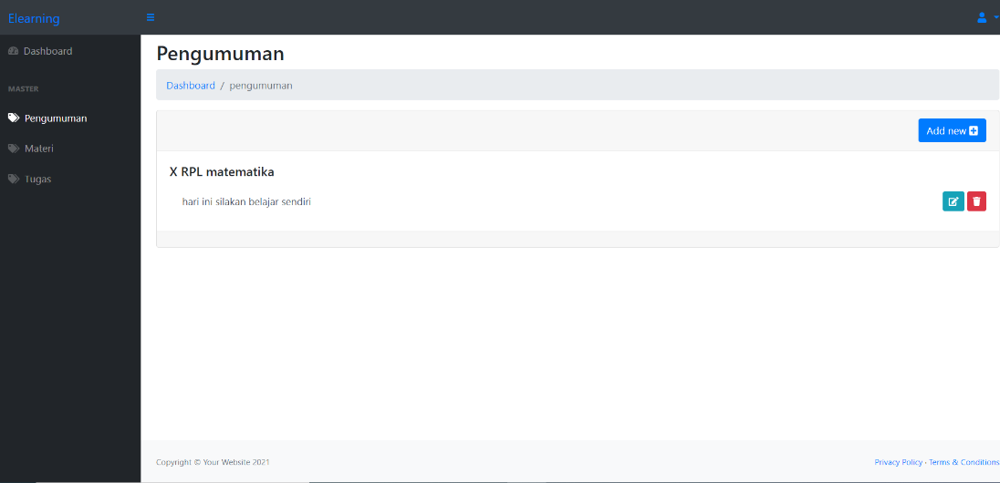 Elearning
Dashboard
MASTER
Pengumuman
Materi
Tugas
Pengumuman
Dashboard / pengumuman
Add new
X RPL matematika
hari ini silakan belajar sendiri
Copyright © Your Website 2021
Privacy Policy · Terms & Conditions